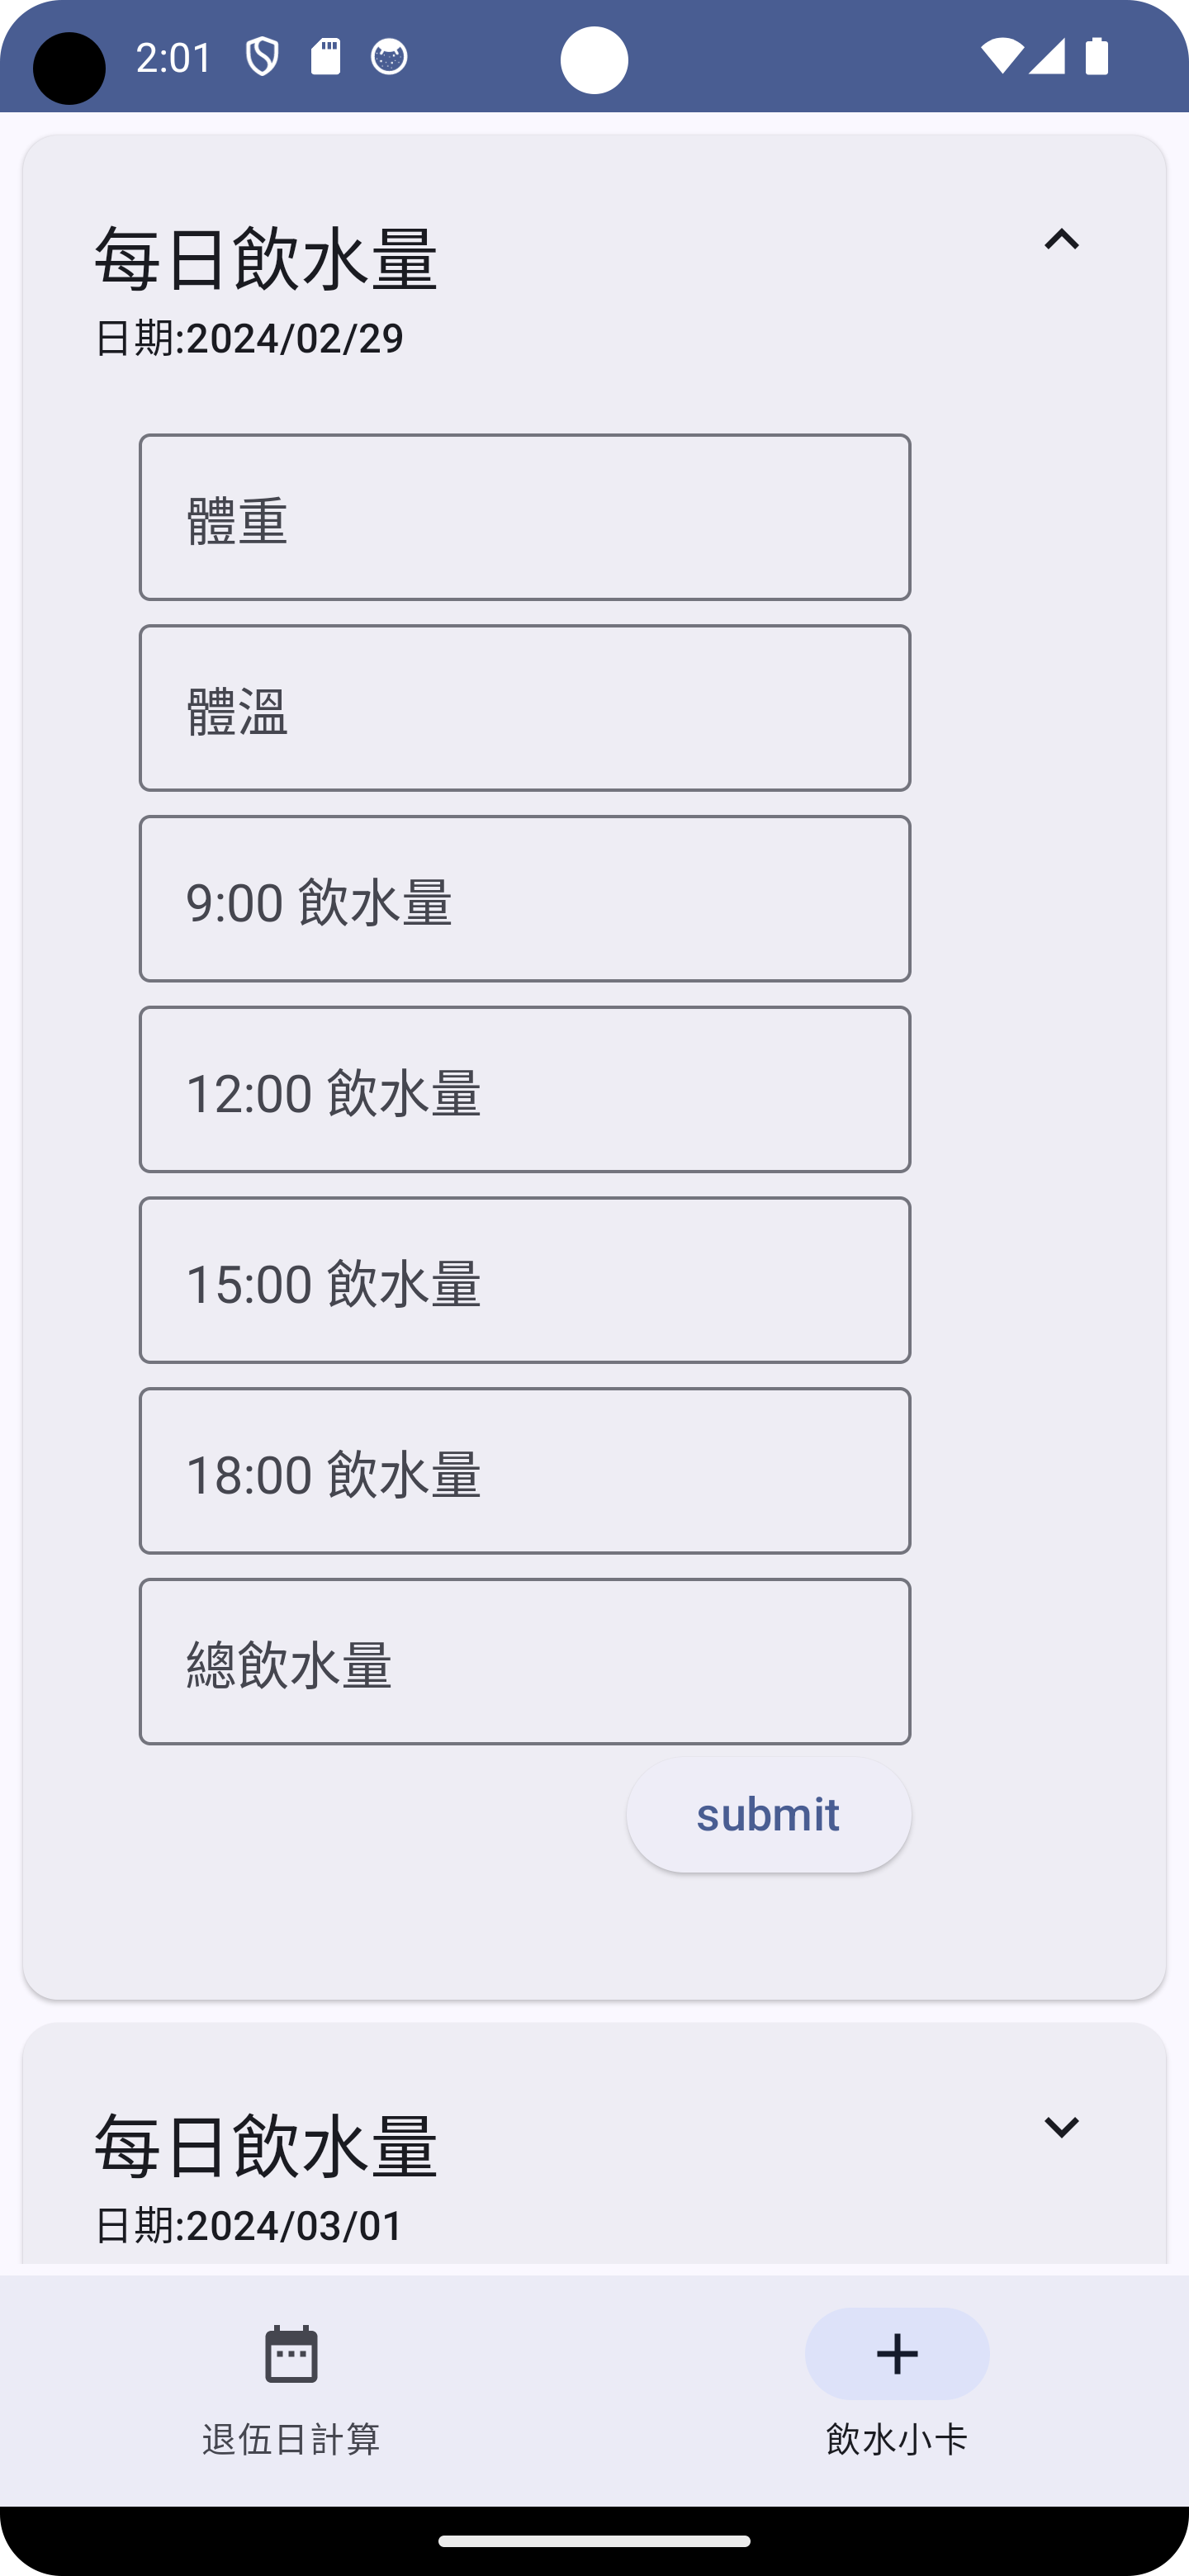 2:01
每日飲水量
日期:2024/02/29
體重
體溫
9:00 飲水量
12:00 飲水量
15:00 飲水量
18:00 飲水量
總飲水量
submit
每日飲水量
日期:2024/03/01
退伍日計算
飲水小卡